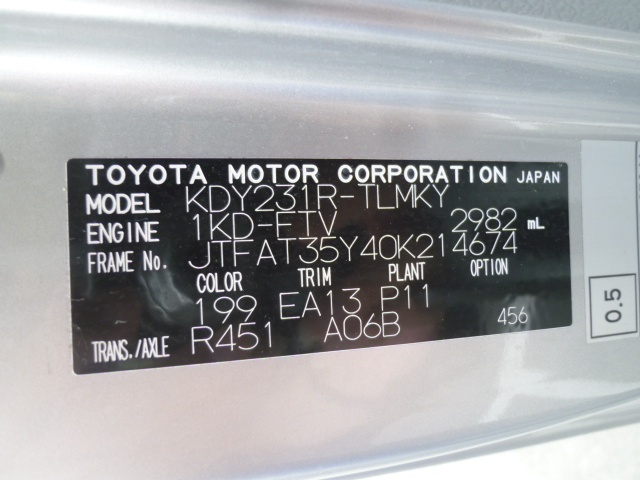 TOYOTA MOTOR CORPORATION JAPAN
MODEL KDY231R-TLMKY
ENGINE 1KD-FTV 2982 mL
FRAME No. JTFAT35Y40K214674
COLOR TRIM PLANT OPTION
199 EA13 P11
TRANS./AXLE R451 A06B 456
0.5